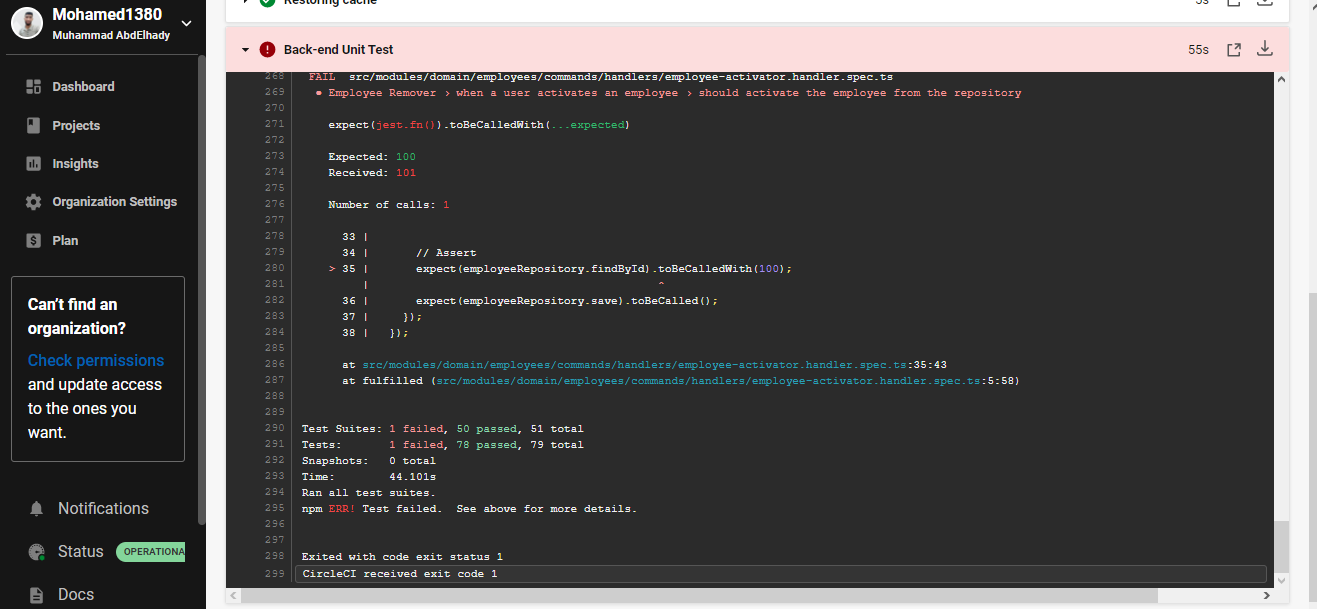 Mohamed1380
Muhammad AbdElhady
Dashboard
Projects
Insights
Organization Settings
Plan
Can't find an
organization?
Check permissions
and update access
to the ones you
want.
Notifications
Status OPERATIONA
Docs
Restoring cache 5s
Back-end Unit Test 55s
268 FAIL src/modules/domain/employees/commands/handlers/employee-activator.handler.spec.ts
269 ● Employee Remover › when a user activates an employee › should activate the employee from the repository
270
271 expect(jest.fn()).toBeCalledWith(...expected)
272
273 Expected: 100
274 Received: 101
275
276 Number of calls: 1
277
278 33 |
279 34 | // Assert
280 > 35 | expect(employeeRepository.findById).toBeCalledWith(100);
281 | ^
282 36 | expect(employeeRepository.save).toBeCalled();
283 37 | });
284 38 | });
285
286 at src/modules/domain/employees/commands/handlers/employee-activator.handler.spec.ts:35:43
287 at fulfilled (src/modules/domain/employees/commands/handlers/employee-activator.handler.spec.ts:5:58)
288
289
290 Test Suites: 1 failed, 50 passed, 51 total
291 Tests: 1 failed, 78 passed, 79 total
292 Snapshots: 0 total
293 Time: 44.101s
294 Ran all test suites.
295 npm ERR! Test failed. See above for more details.
296
297
298 Exited with code exit status 1
299 CircleCI received exit code 1